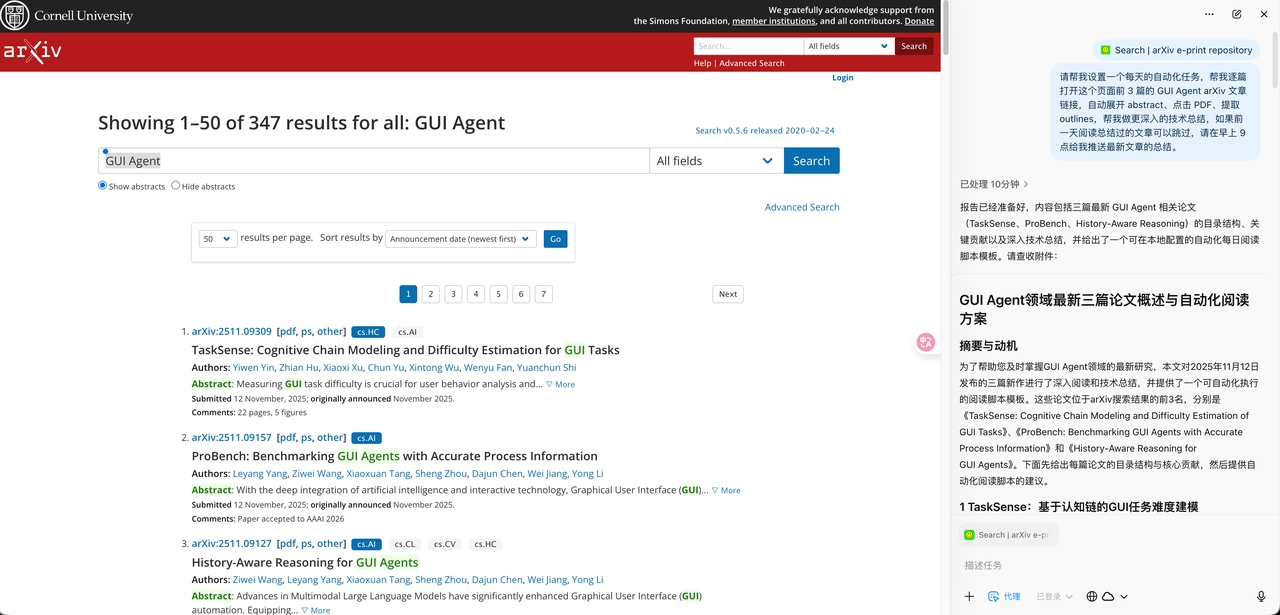 Cornell University
We gratefully acknowledge support from
the Simons Foundation, member institutions, and all contributors. Donate
arXiv
Search...
All fields
Search
Help | Advanced Search
Login
Showing 1–50 of 347 results for all: GUI Agent
Search v0.5.6 released 2020-02-24
GUI Agent
All fields
Search
Show abstracts
Hide abstracts
Advanced Search
50
results per page.
Sort results by
Announcement date (newest first)
Go
1
2
3
4
5
6
7
Next
1. arXiv:2511.09309 [pdf, ps, other] cs.HC cs.AI
TaskSense: Cognitive Chain Modeling and Difficulty Estimation for GUI Tasks
Authors: Yiwen Yin, Zhian Hu, Xiaoxi Xu, Chun Yu, Xintong Wu, Wenyu Fan, Yuanchun Shi
Abstract: Measuring GUI task difficulty is crucial for user behavior analysis and... ▽ More
Submitted 12 November, 2025; originally announced November 2025.
Comments: 22 pages, 5 figures
2. arXiv:2511.09157 [pdf, ps, other] cs.AI
ProBench: Benchmarking GUI Agents with Accurate Process Information
Authors: Leyang Yang, Ziwei Wang, Xiaoxuan Tang, Sheng Zhou, Dajun Chen, Wei Jiang, Yong Li
Abstract: With the deep integration of artificial intelligence and interactive technology, Graphical User Interface (GUI)... ▽ More
Submitted 12 November, 2025; originally announced November 2025.
Comments: Paper accepted to AAAI 2026
3. arXiv:2511.09127 [pdf, ps, other] cs.AI cs.CL cs.CV cs.HC
History-Aware Reasoning for GUI Agents
Authors: Ziwei Wang, Leyang Yang, Xiaoxuan Tang, Sheng Zhou, Dajun Chen, Wei Jiang, Yong Li
Abstract: Advances in Multimodal Large Language Models have significantly enhanced Graphical User Interface (GUI)
automation. Equipping... ▽ More
Search | arXiv e-print repository
请帮我设置一个每天的自动化任务，帮我逐篇
打开这个页面前 3 篇的 GUI Agent arXiv 文章
链接，自动展开 abstract、点击 PDF、提取
outlines，帮我做更深入的技术总结，如果前
一天阅读总结过的文章可以跳过，请在早上 9
点给我推送最新文章的总结。
已处理 10分钟 >
报告已经准备好，内容包括三篇最新 GUI Agent 相关论文
（TaskSense、ProBench、History-Aware Reasoning）的目录结构、关
键贡献以及深入技术总结，并给出了一个可在本地配置的自动化每日阅读
脚本模板。请查收附件：
GUI Agent领域最新三篇论文概述与自动化阅读
方案
摘要与动机
为了帮助您及时掌握GUI Agent领域的最新研究，本文对2025年11月12日
发布的三篇新作进行了深入阅读和技术总结，并提供了一个可自动化执行
的阅读脚本模板。这些论文位于arXiv搜索结果的前3名，分别是
《TaskSense: Cognitive Chain Modeling and Difficulty Estimation of
GUI Tasks》、《ProBench: Benchmarking GUI Agents with Accurate
Process Information》和《History-Aware Reasoning for
GUI Agents》。下面先给出每篇论文的目录结构与核心贡献，然后提供自
动化阅读脚本的建议。
1 TaskSense：基于认知链的GUI任务难度建模
Search | arXiv e-pr
描述任务
代理
已登录